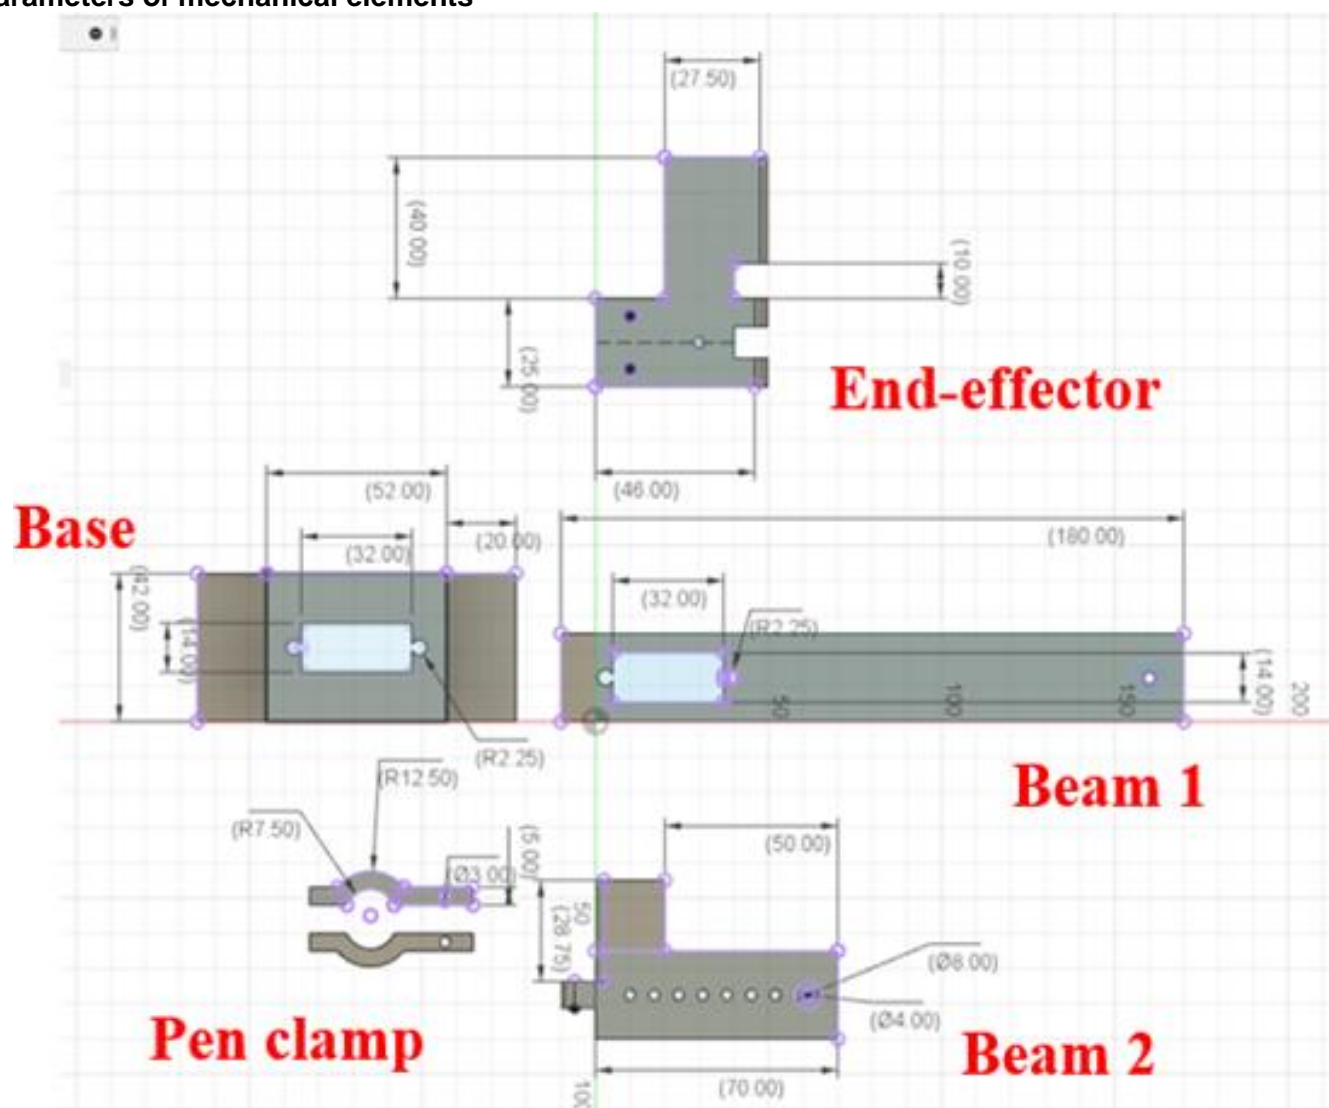 arameters of mechanical elements
(27.50)
(40.00)
(10.00)
(25.00)
End-effector
(46.00)
Base
(52.00)
(20.00)
(32.00)
(42.00)
(14.00)
(R2.25)
(180.00)
(32.00)
(R2.25)
(14.00)
50
100
150
200
Beam 1
(R12.50)
(R7.50)
(5.00)
(Ø3.00)
Pen clamp
(50.00)
50
(28.75)
(Ø8.00)
(Ø4.00)
Beam 2
(70.00)
100